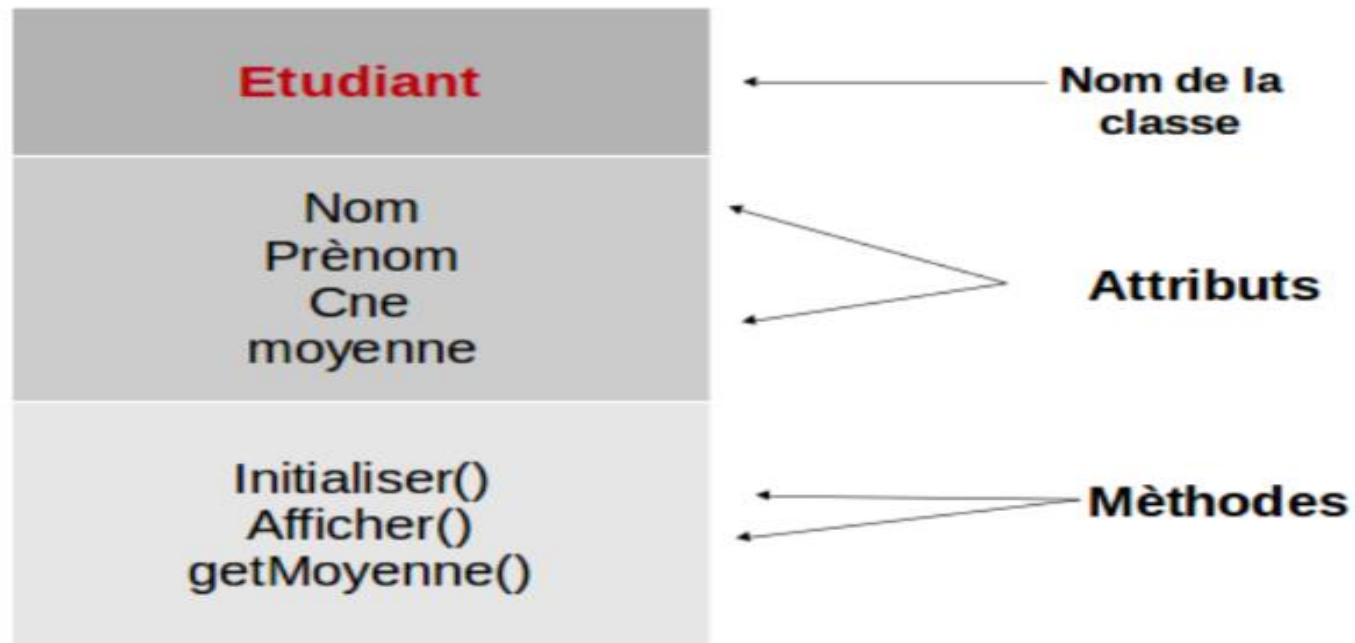 Etudiant
Nom de la
classe
Nom
Prènom
Cne
moyenne
Attributs
Initialiser()
Afficher()
getMoyenne()
Mèthodes